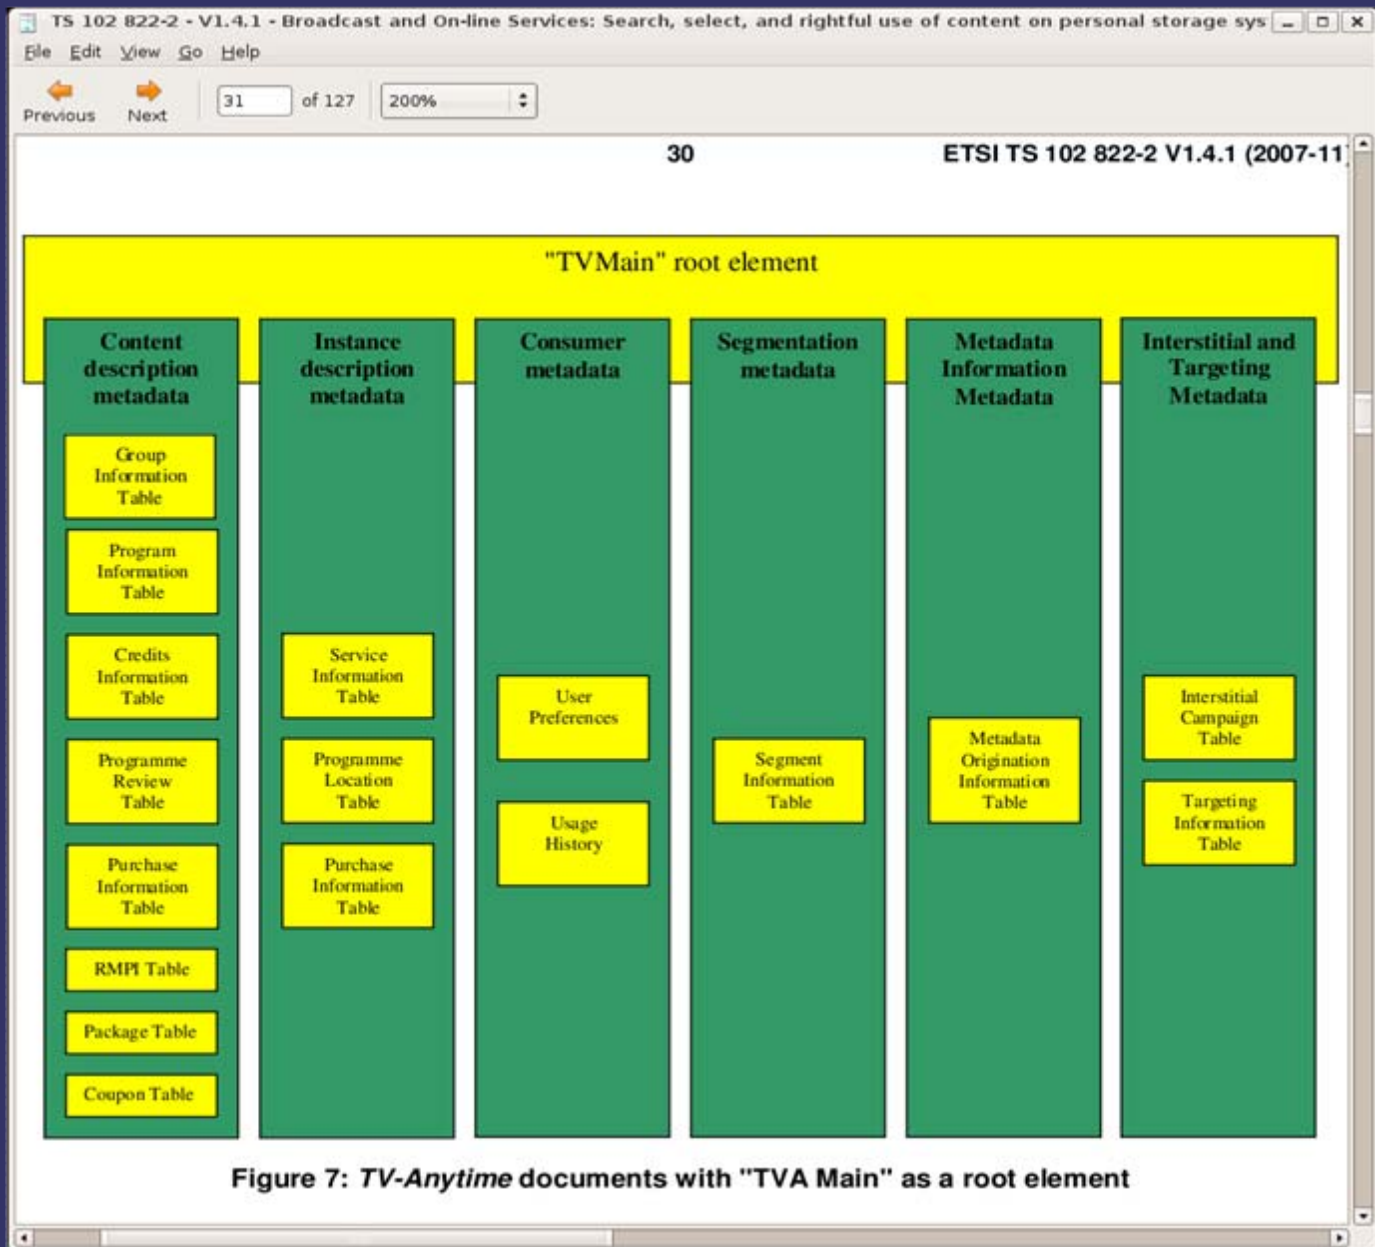 TS 102 822-2 - V1.4.1 - Broadcast and On-line Services: Search, select, and rightful use of content on personal storage sys
File Edit View Go Help
Previous
Next
31 of 127
200%
30
ETSI TS 102 822-2 V1.4.1 (2007-11)
"TVMain" root element
Content
description
metadata
Group
Information
Table
Program
Information
Table
Credits
Information
Table
Programme
Review
Table
Purchase
Information
Table
RMPI Table
Package Table
Coupon Table
Instance
description
metadata
Service
Information
Table
Programme
Location
Table
Purchase
Information
Table
Consumer
metadata
User
Preferences
Usage
History
Segmentation
metadata
Segment
Information
Table
Metadata
Information
Metadata
Metadata
Origination
Information
Table
Interstitial and
Targeting
Metadata
Interstitial
Campaign
Table
Targeting
Information
Table
Figure 7: TV-Anytime documents with "TVA Main" as a root element